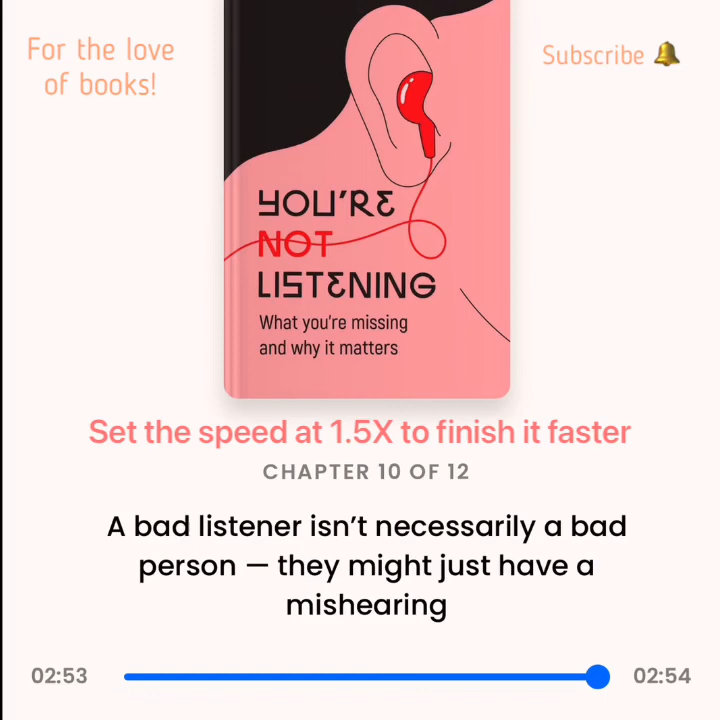 For the love
of books!
Subscribe
YOU'RE
NOT
LISTENING
What you're missing
and why it matters
Set the speed at 1.5X to finish it faster
CHAPTER 10 OF 12
A bad listener isn't necessarily a bad
person — they might just have a
mishearing
02:53
02:54